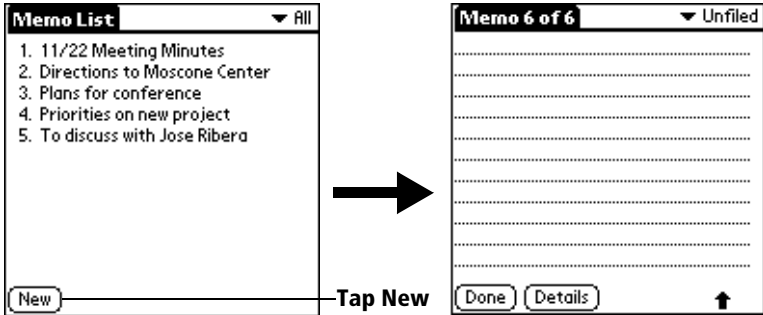 Memo List
All
1. 11/22 Meeting Minutes
2. Directions to Moscone Center
3. Plans for conference
4. Priorities on new project
5. To discuss with Jose Ribera
New
Tap New
Memo 6 of 6
Unfiled
Done
Details